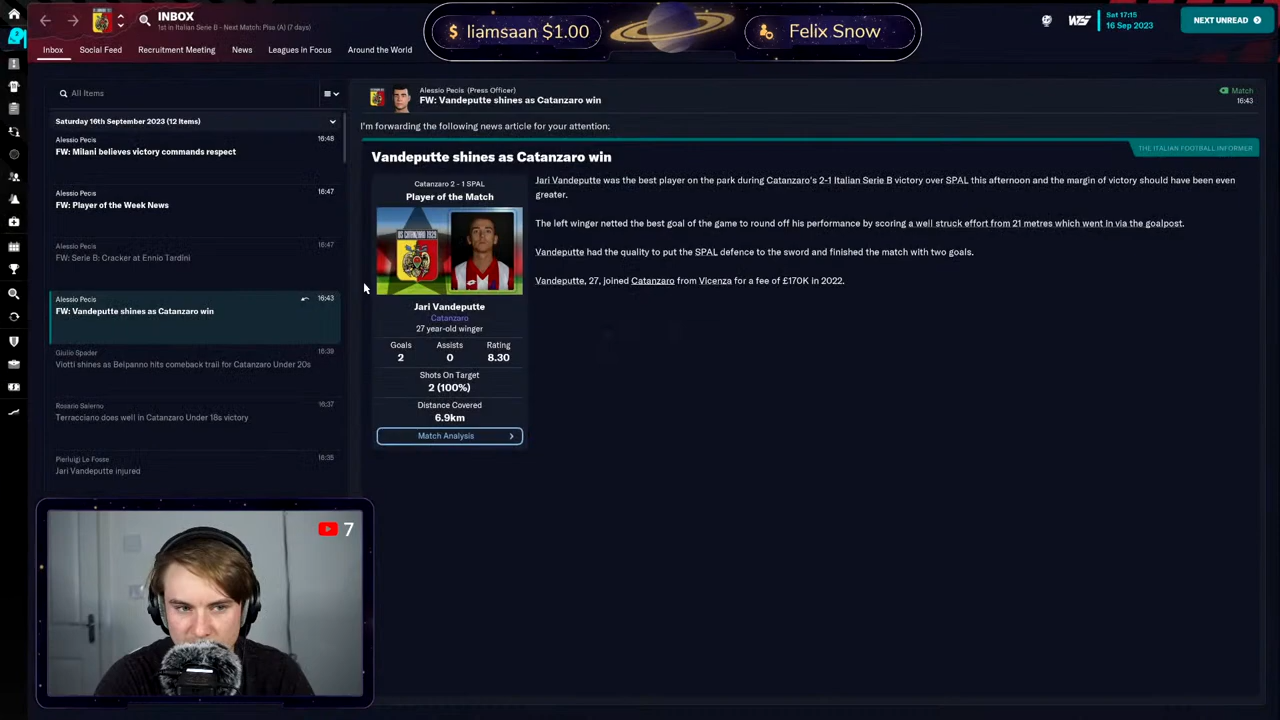 INBOX
1st in Italian Serie B - Next Match: Pisa (A) (7 days)
$ liamsaan $1.00
Felix Snow
Sat 17:15
16 Sep 2023
NEXT UNREAD
Inbox
Social Feed
Recruitment Meeting
News
Leagues in Focus
Around the World
All Items
Saturday 16th September 2023 (12 Items)
Alessio Pecis
16:48
FW: Milani believes victory commands respect
Alessio Pecis
16:47
FW: Player of the Week News
Alessio Pecis
16:47
FW: Serie B: Cracker at Ennio Tardini
Alessio Pecis
16:43
FW: Vandeputte shines as Catanzaro win
Giulio Spader
16:39
Viotti shines as Belpanno hits comeback trail for Catanzaro Under 20s
Rosario Salerno
16:37
Terracciano does well in Catanzaro Under 18s victory
Pierluigi Lo Fosse
16:35
Jari Vandeputte injured
Alessio Pecis (Press Officer)
FW: Vandeputte shines as Catanzaro win
Match
16:43
I'm forwarding the following news article for your attention:
THE ITALIAN FOOTBALL INFORMER
Vandeputte shines as Catanzaro win
Catanzaro 2 - 1 SPAL
Player of the Match
Jari Vandeputte
Catanzaro
27 year-old winger
Goals Assists Rating
2 0 8.30
Shots On Target
2 (100%)
Distance Covered
6.9km
Match Analysis
Jari Vandeputte was the best player on the park during Catanzaro's 2-1 Italian Serie B victory over SPAL this afternoon and the margin of victory should have been even
greater.
The left winger netted the best goal of the game to round off his performance by scoring a well struck effort from 21 metres which went in via the goalpost.
Vandeputte had the quality to put the SPAL defence to the sword and finished the match with two goals.
Vandeputte, 27, joined Catanzaro from Vicenza for a fee of £170K in 2022.
7